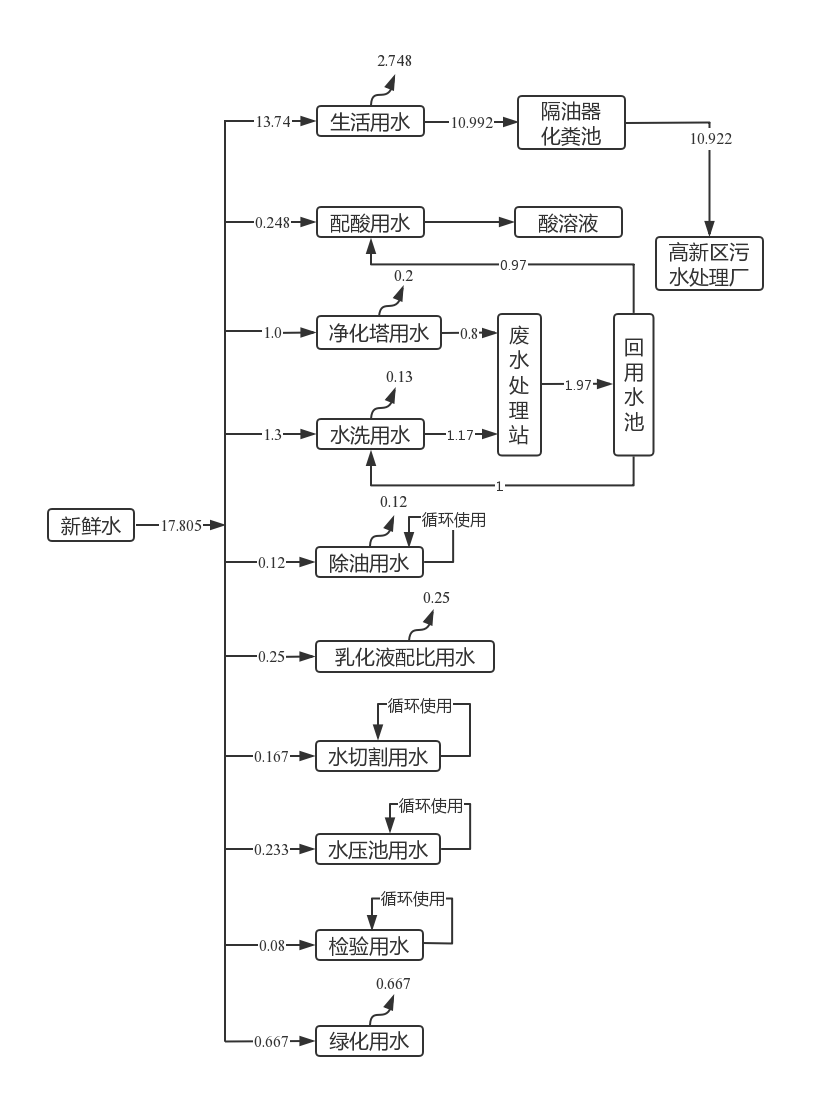 2.748
13.74
生活用水
10.992
隔油器
化粪池
10.922
0.248
配酸用水
酸溶液
高新区污
水处理厂
0.97
0.2
1.0
净化塔用水
0.8
废
水
处
理
站
1.97
回
用
水
池
0.13
1.3
水洗用水
1.17
1
新鲜水
17.805
0.12
循环使用
0.12
除油用水
0.25
0.25
乳化液配比用水
循环使用
0.167
水切割用水
循环使用
0.233
水压池用水
循环使用
0.08
检验用水
0.667
0.667
绿化用水